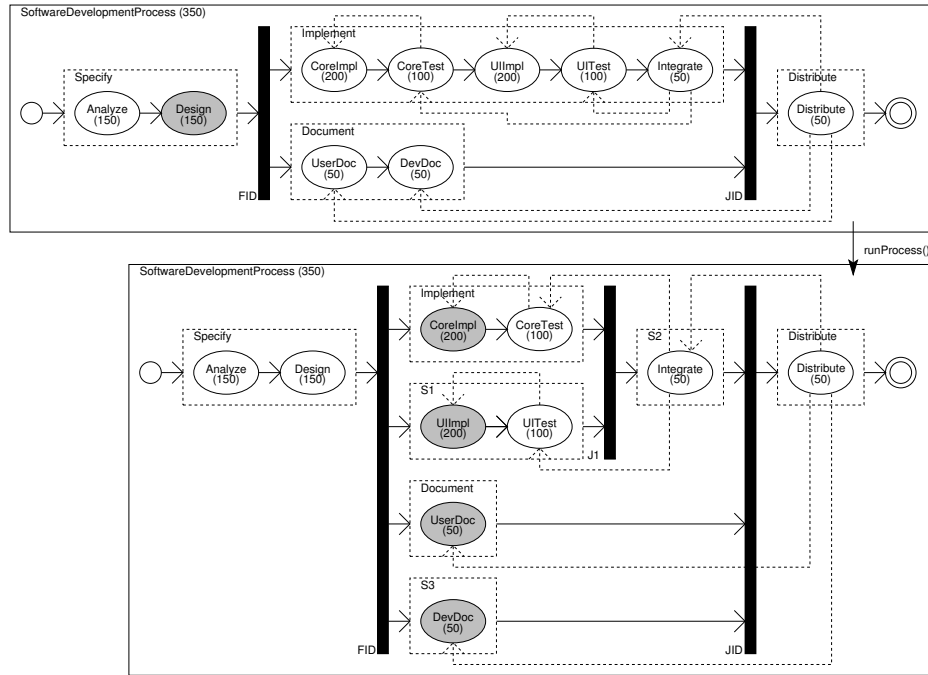 SoftwareDevelopmentProcess (350)
Implement
CoreImpl
(200)
CoreTest
(100)
UIImpl
(200)
UITest
(100)
Integrate
(50)
Specify
Analyze
(150)
Design
(150)
Distribute
Distribute
(50)
Document
UserDoc
(50)
DevDoc
(50)
FID
JID
runProcess()
SoftwareDevelopmentProcess (350)
Implement
CoreImpl
(200)
CoreTest
(100)
Specify
Analyze
(150)
Design
(150)
S2
Integrate
(50)
Distribute
Distribute
(50)
S1
UIImpl
(200)
UITest
(100)
J1
Document
UserDoc
(50)
S3
DevDoc
(50)
FID
JID